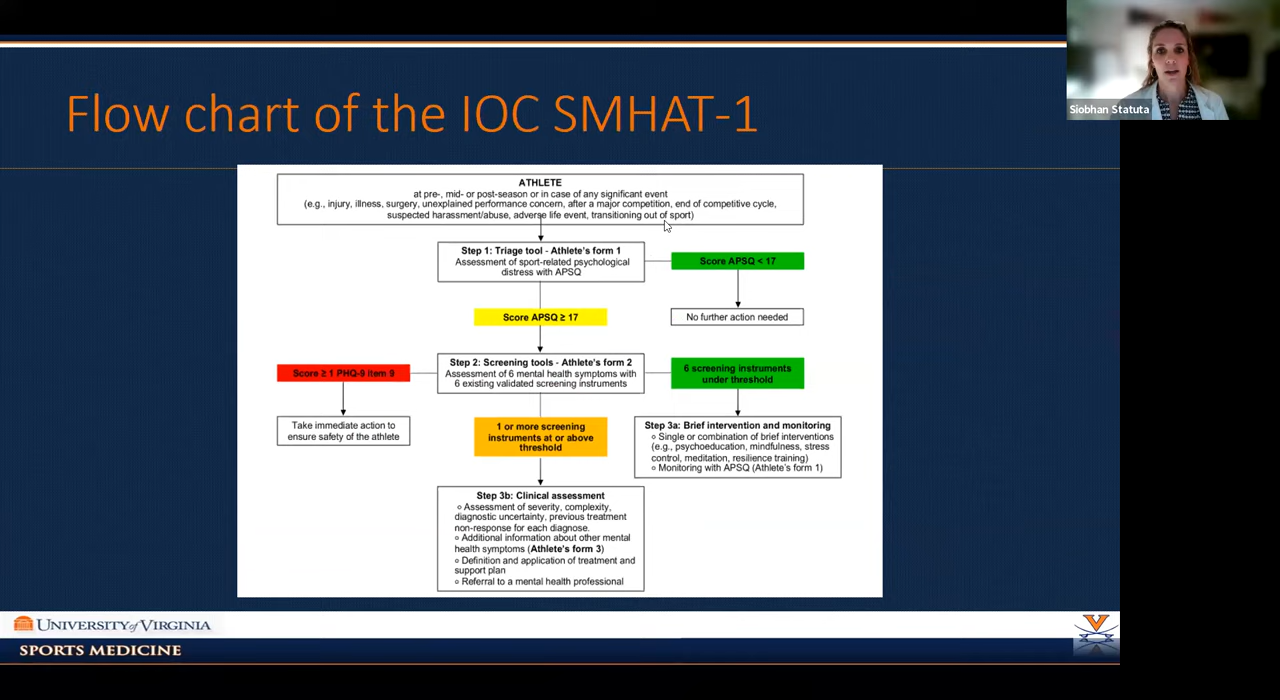 Siobhan Statuta
Flow chart of the IOC SMHAT-1
ATHLETE
at pre-, mid- or post-season or in case of any significant event
(e.g., injury, illness, surgery, unexplained performance concern, after a major competition, end of competitive cycle,
suspected harassment/abuse, adverse life event, transitioning out of sport)
Step 1: Triage tool - Athlete's form 1
Assessment of sport-related psychological
distress with APSQ
Score APSQ < 17
No further action needed
Score APSQ ≥ 17
Step 2: Screening tools - Athlete's form 2
Assessment of 6 mental health symptoms with
6 existing validated screening instruments
Score ≥ 1 PHQ-9 item 9
Take immediate action to
ensure safety of the athlete
6 screening instruments
under threshold
1 or more screening
instruments at or above
threshold
Step 3a: Brief intervention and monitoring
○ Single or combination of brief interventions
(e.g., psychoeducation, mindfulness, stress
control, meditation, resilience training)
○ Monitoring with APSQ (Athlete's form 1)
Step 3b: Clinical assessment
○ Assessment of severity, complexity,
diagnostic uncertainty, previous treatment
non-response for each diagnose.
○ Additional information about other mental
health symptoms (Athlete's form 3)
○ Definition and application of treatment and
support plan
○ Referral to a mental health professional
UNIVERSITY of VIRGINIA
SPORTS MEDICINE